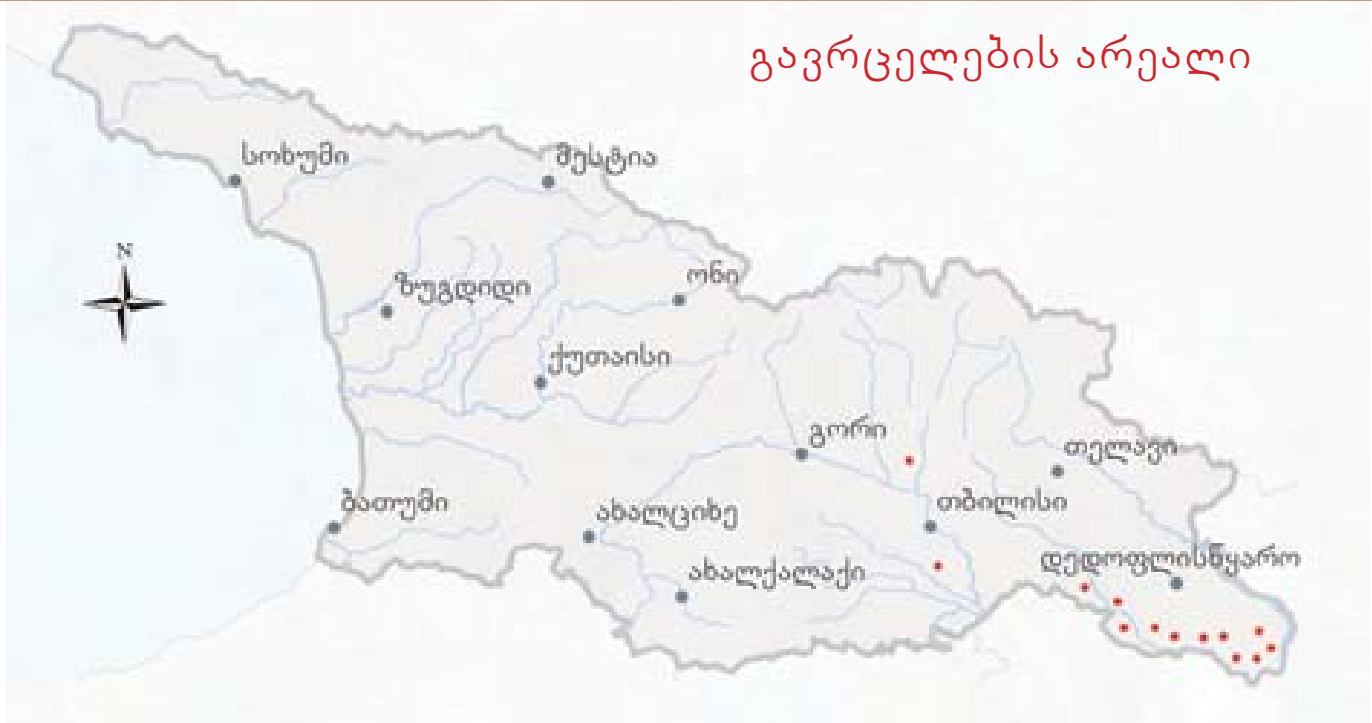 გავრცელების არეალი
სოხუმი
მესტია
N
ზუგდიდი
ონი
ქუთაისი
გორი
თელავი
ბათუმი
ახალციხე
თბილისი
ახალქალაქი
დედოფლისწყარო